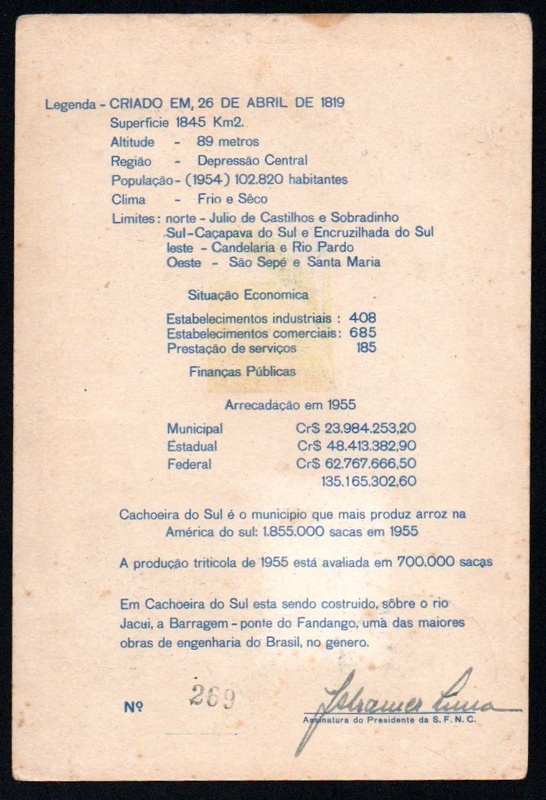 Legenda - CRIADO EM, 26 DE ABRIL DE 1819
Superfície 1845 Km2.
Altitude - 89 metros
Região - Depressão Central
População - (1954) 102.820 habitantes
Clima - Frio e Sêco
Limites: norte - Julio de Castilhos e Sobradinho
Sul - Caçapava do Sul e Encruzilhada do Sul
leste - Candelaria e Rio Pardo
Oeste - São Sepé e Santa Maria
Situação Economica
Estabelecimentos industriais : 408
Estabelecimentos comerciais: 685
Prestação de serviços 185
Finanças Públicas
Arrecadação em 1955
Municipal Cr$ 23.984.253,20
Estadual Cr$ 48.413.382,90
Federal Cr$ 62.767.666,50
135.165.302,60
Cachoeira do Sul é o municipio que mais produz arroz na
América do sul: 1.855.000 sacas em 1955
A produção triticola de 1955 está avaliada em 700.000 sacas
Em Cachoeira do Sul esta sendo costruido, sôbre o rio
Jacuí, a Barragem - ponte do Fandango, uma das maiores
obras de engenharia do Brasil, no genero.
Nº 269
Assinatura do Presidente da S. F. N. C.